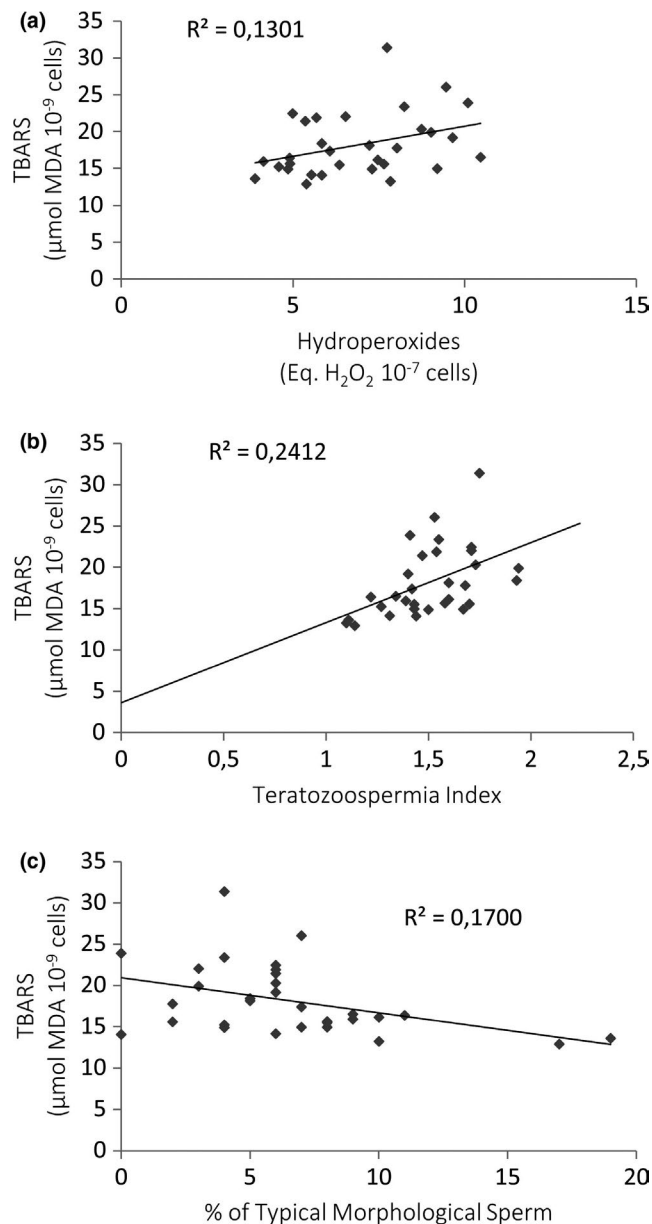 (a)
R² = 0,1301
TBARS
(µmol MDA 10⁻⁹ cells)
35
30
25
20
15
10
5
0
0 5 10 15
Hydroperoxides
(Eq. H₂O₂ 10⁻⁷ cells)
(b)
R² = 0,2412
TBARS
(µmol MDA 10⁻⁹ cells)
35
30
25
20
15
10
5
0
0 0,5 1 1,5 2 2,5
Teratozoospermia Index
(c)
R² = 0,1700
TBARS
(µmol MDA 10⁻⁹ cells)
35
30
25
20
15
10
5
0
0 5 10 15 20
% of Typical Morphological Sperm